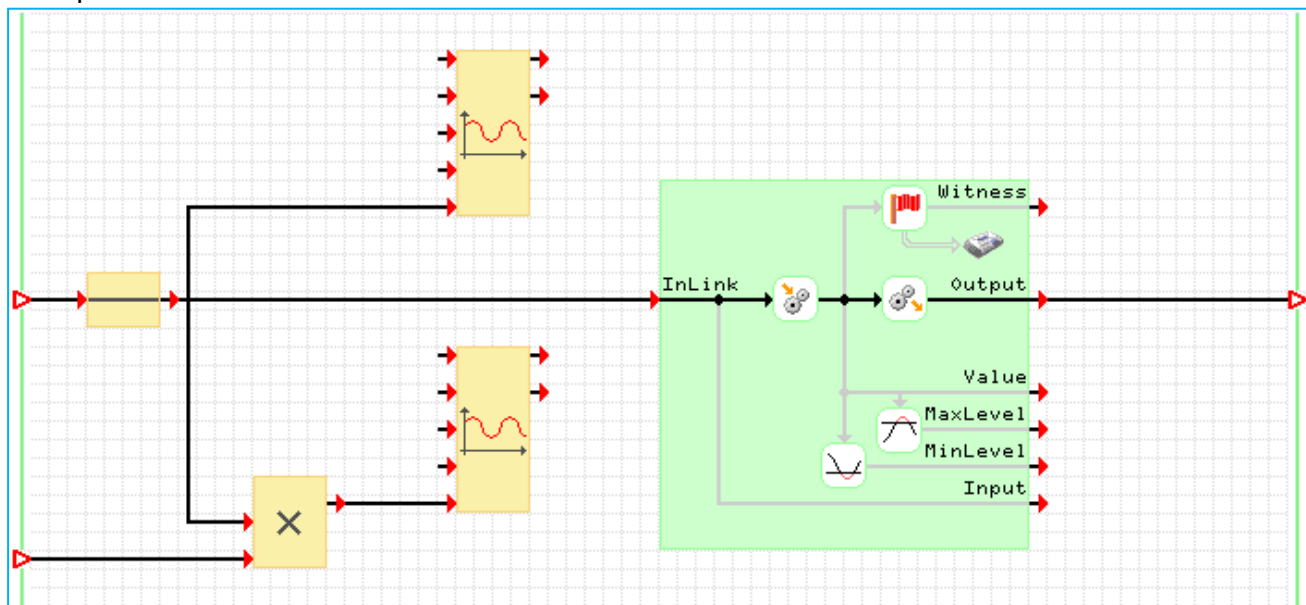 Witness
InLink
Output
Value
MaxLevel
MinLevel
Input